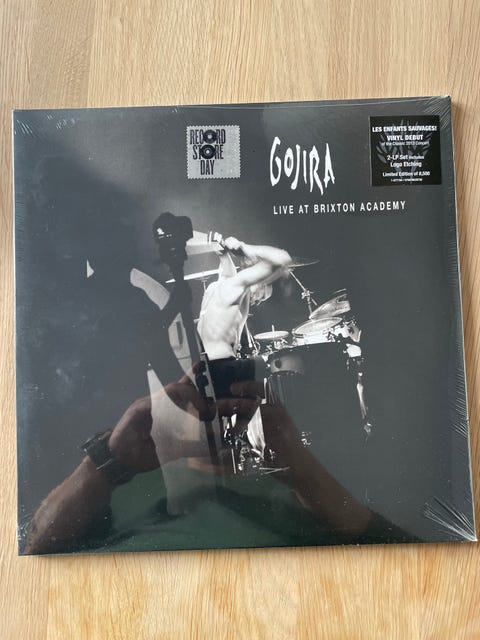 RECORD
STORE
DAY
GOJIRA
LIVE AT BRIXTON ACADEMY
LES ENFANTS SAUVAGES!
VINYL DEBUT
of the Classic 2013 Concert
2-LP Set includes
Logo Etching
Limited Edition of 8,500